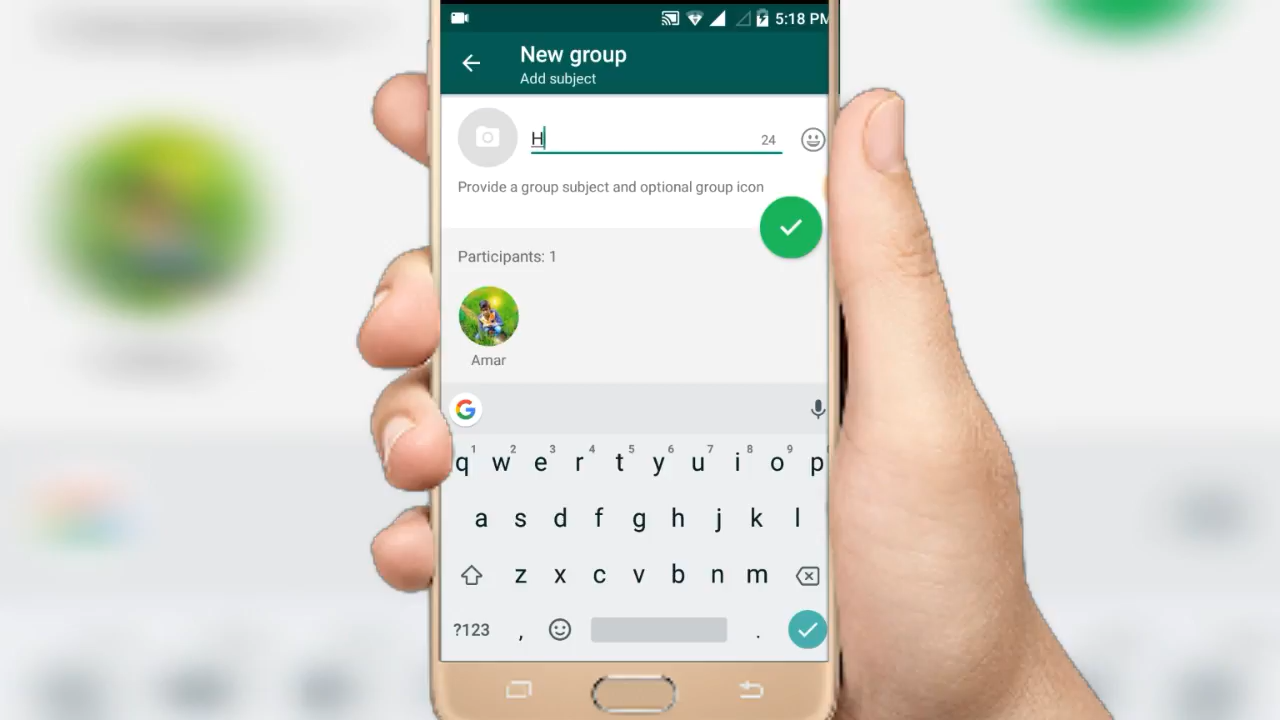 5:18 PM
New group
Add subject
H
24
Provide a group subject and optional group icon
Participants: 1
Amar
G
1 2 3 4 5 6 7 8 9
q w e r t y u i o p
a s d f g h j k l
z x c v b n m
?123 , .